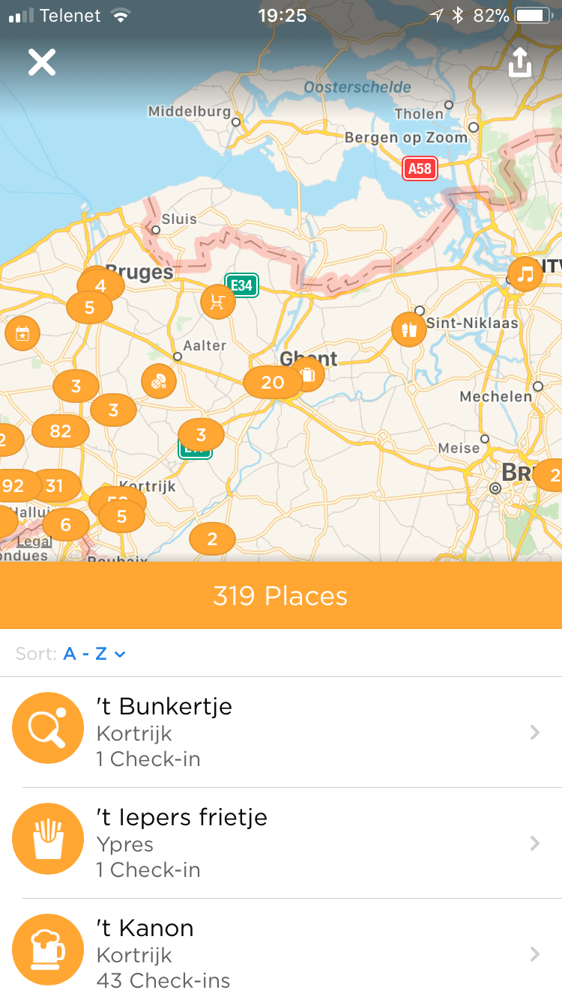 Telenet 19:25 82%
Oosterschelde
Middelburg
Tholen
Bergen op Zoom
A58
Sluis
Bruges
E34
4
5
Sint-Niklaas
Aalter
Ghent
20
3
Mechelen
3
82
3
2
Meise
92
31
Kortrijk
2
5
6
Legal
2
Roubaix
319 Places
Sort: A - Z
't Bunkertje
Kortrijk
1 Check-in
't Iepers frietje
Ypres
1 Check-in
't Kanon
Kortrijk
43 Check-ins